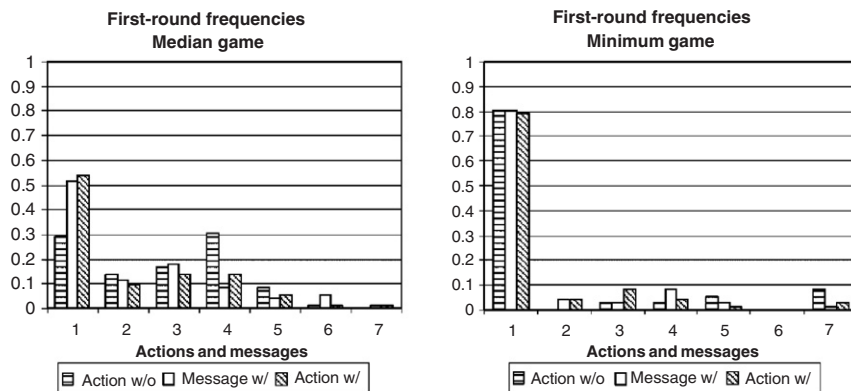 First-round frequencies
Median game
1
0.9
0.8
0.7
0.6
0.5
0.4
0.3
0.2
0.1
0
1 2 3 4 5 6 7
Actions and messages
Action w/o Message w/ Action w/
First-round frequencies
Minimum game
1
0.9
0.8
0.7
0.6
0.5
0.4
0.3
0.2
0.1
0
1 2 3 4 5 6 7
Actions and messages
Action w/o Message w/ Action w/